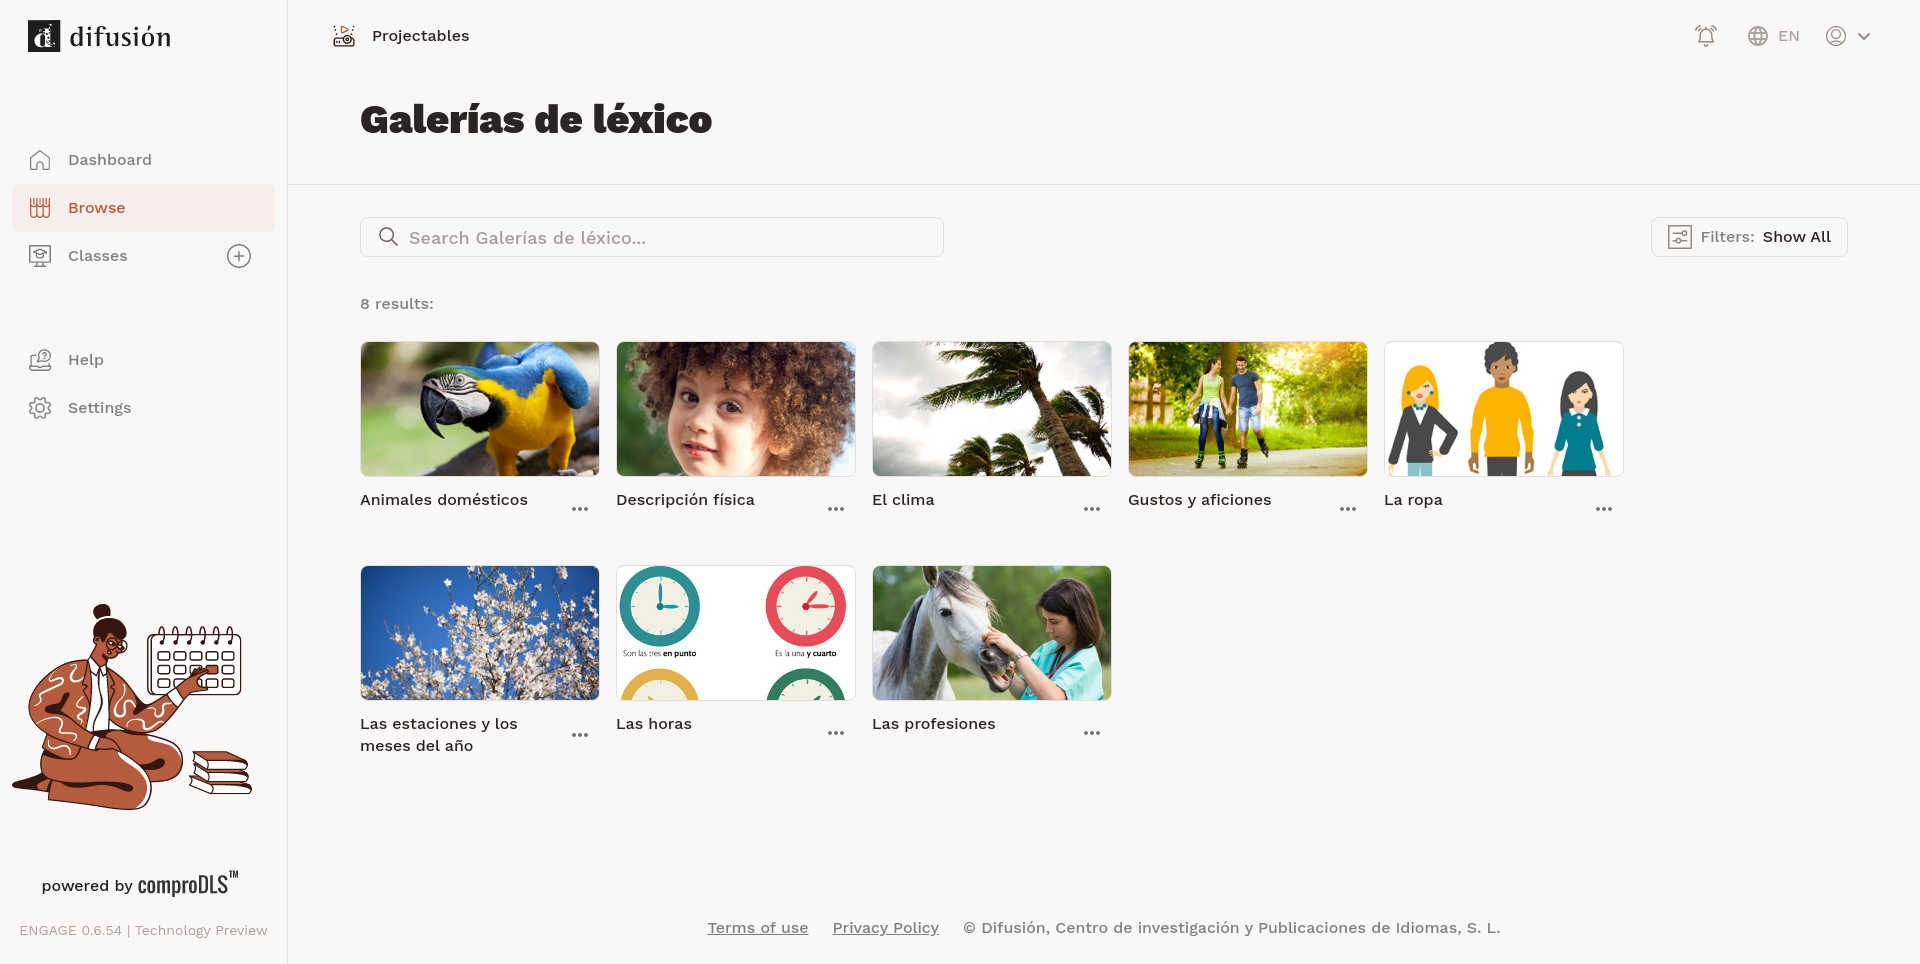 difusión
Projectables
EN
Galerías de léxico
Dashboard
Browse
Classes
Help
Settings
Search Galerías de léxico...
Filters: Show All
8 results:
Animales domésticos
Descripción física
El clima
Gustos y aficiones
La ropa
Son las tres en punto
Es la una y cuarto
Las estaciones y los
meses del año
Las horas
Las profesiones
powered by comproDLS™
ENGAGE 0.6.54 | Technology Preview
Terms of use Privacy Policy © Difusión, Centro de investigación y Publicaciones de Idiomas, S. L.